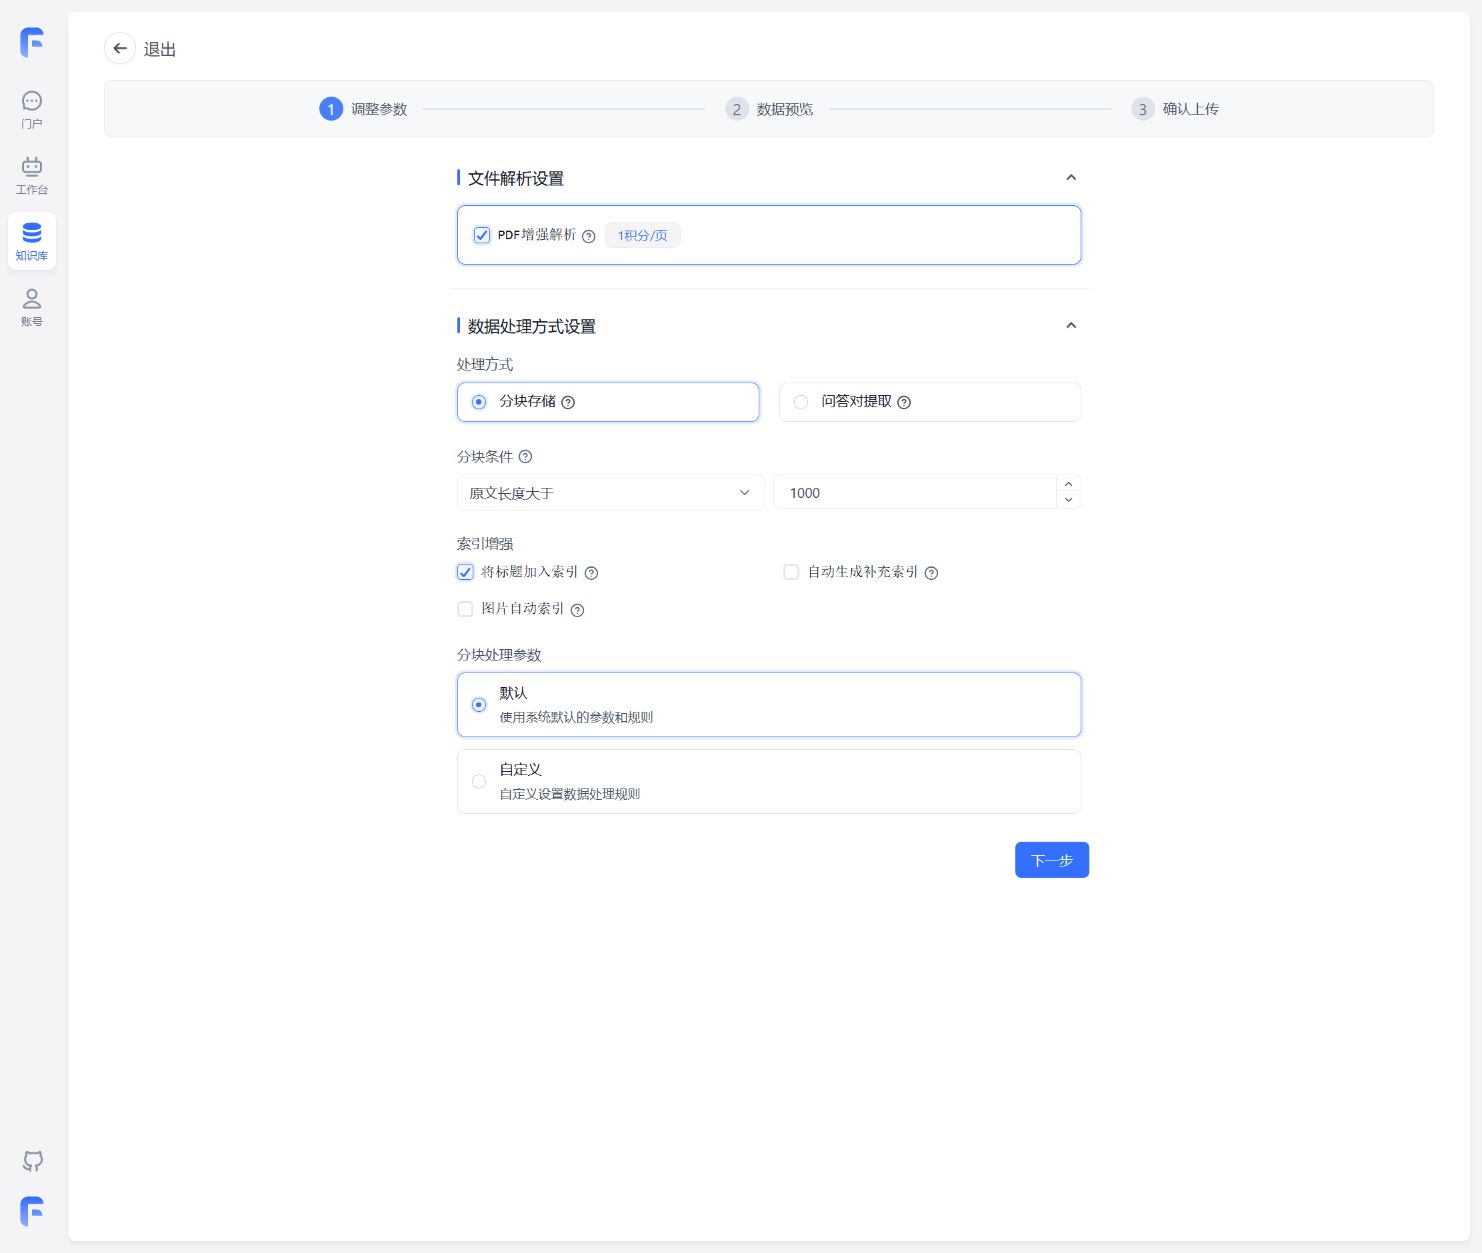 退出
1 调整参数
2 数据预览
3 确认上传
门户
工作台
知识库
账号
文件解析设置
PDF增强解析 1积分/页
数据处理方式设置
处理方式
分块存储 问答对提取
分块条件
原文长度大于 1000
索引增强
将标题加入索引 自动生成补充索引
图片自动索引
分块处理参数
默认
使用系统默认的参数和规则
自定义
自定义设置数据处理规则
下一步